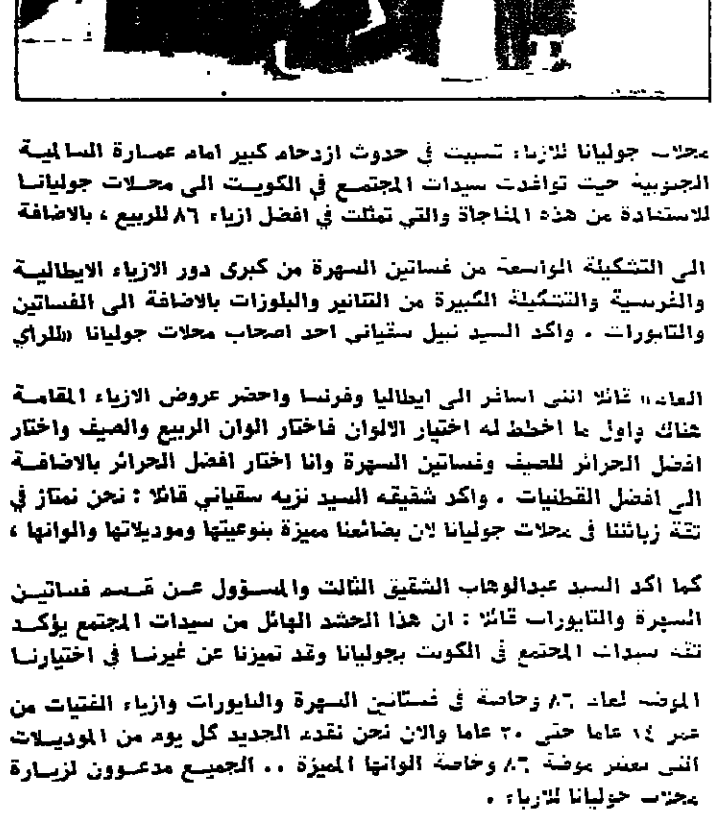 محلات جوليانا للازياء تسببت في حدوث ازدحام كبير امام عمارة السالمية
الجنوبية حيث توافدت سيدات المجتمع في الكويت الى محلات جوليانا
للاستفادة من هذه المفاجاة والتي تمثلت في افضل ازياء ٨٦ للربيع ، بالاضافة
الى التشكيلة الواسعة من فساتين السهرة من كبرى دور الازياء الايطالية
والفرنسية والتشكيلة الكبيرة من التنانير والبلوزات بالاضافة الى الفساتين
والتايورات . واكد السيد نبيل سقياني احد اصحاب محلات جوليانا «للراي
العام» قائلا انني اسافر الى ايطاليا وفرنسا واحضر عروض الازياء المقامة
هناك واول ما اخطط له اختيار الالوان فاختار الوان الربيع والصيف واختار
افضل الحرائر للصيف وفساتين السهرة وانا اختار افضل الحرائر بالاضافة
الى افضل القطنيات . واكد شقيقه السيد نزيه سقياني قائلا : نحن نمتاز في
ثقة زبائننا في محلات جوليانا لان بضائعنا مميزة بنوعيتها وموديلاتها والوانها ،
كما اكد السيد عبدالوهاب الشقيق الثالث والمسؤول عن قسم فساتين
السهرة والتايورات قائلا : ان هذا الحشد الهائل من سيدات المجتمع يؤكد
ثقة سيدات المجتمع في الكويت بجوليانا وقد تميزنا عن غيرنا في اختيارنا
الموضة لعام ٨٦ وخاصة في فساتين السهرة والتايورات وازياء الفتيات من
عمر ١٤ عاما حتى ٢٠ عاما والان نحن نقدم الجديد كل يوم من الموديلات
التي تعتبر موضة ٨٦ وخاصة الوانها المميزة .. الجميع مدعوون لزيارة
محلات جوليانا للازياء .